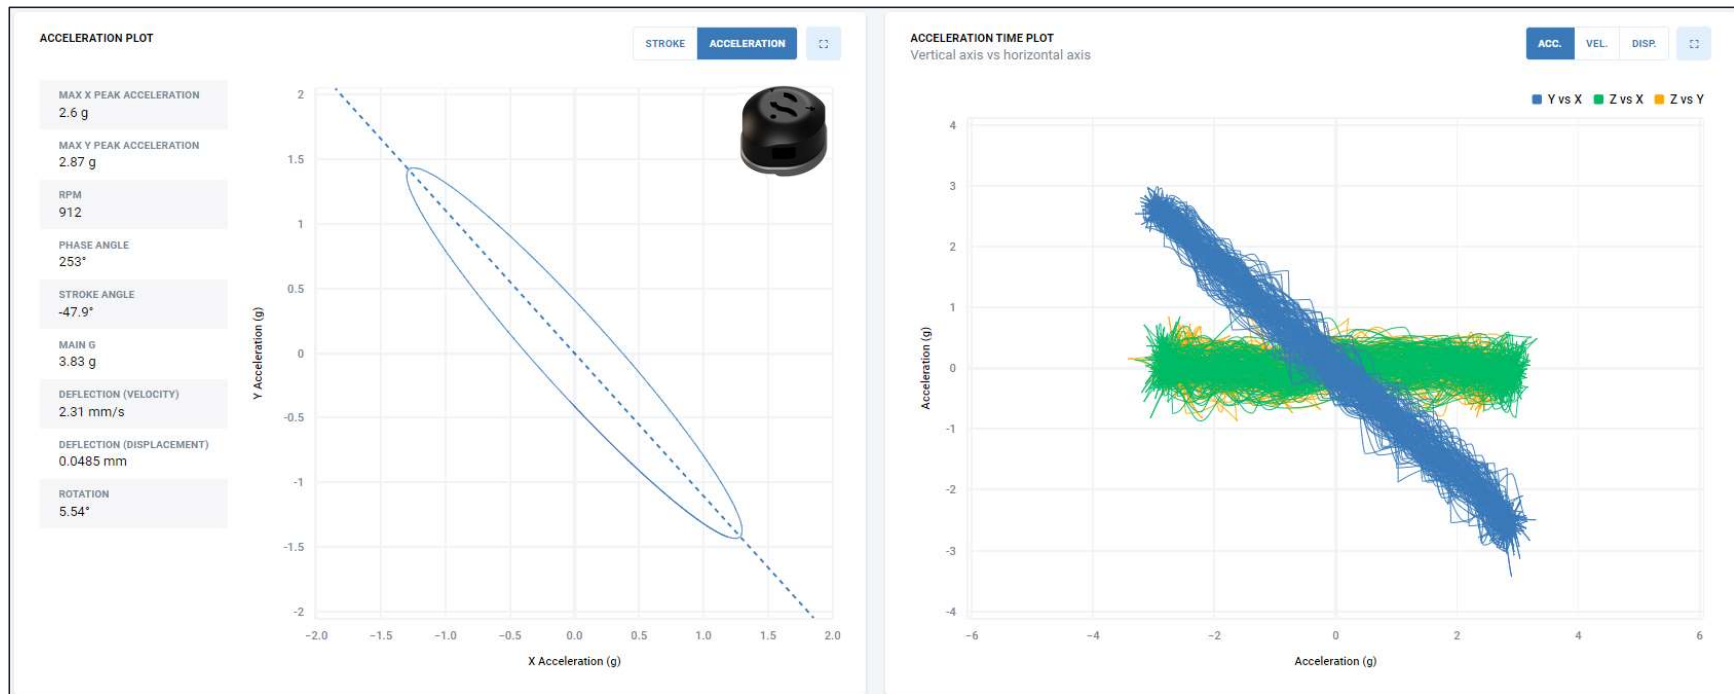 ACCELERATION PLOT
STROKE
ACCELERATION
MAX X PEAK ACCELERATION
2.6 g
MAX Y PEAK ACCELERATION
2.87 g
RPM
912
PHASE ANGLE
253°
STROKE ANGLE
-47.9°
MAIN G
3.83 g
DEFLECTION (VELOCITY)
2.31 mm/s
DEFLECTION (DISPLACEMENT)
0.0485 mm
ROTATION
5.54°
Y Acceleration (g)
2
1.5
1
0.5
0
-0.5
-1
-1.5
-2
−2.0 −1.5 −1.0 −0.5 0.0 0.5 1.0 1.5 2.0
X Acceleration (g)
ACCELERATION TIME PLOT
Vertical axis vs horizontal axis
ACC.
VEL.
DISP.
Y vs X Z vs X Z vs Y
Acceleration (g)
4
3
2
1
0
-1
-2
-3
-4
−6 −4 −2 0 2 4 6
Acceleration (g)